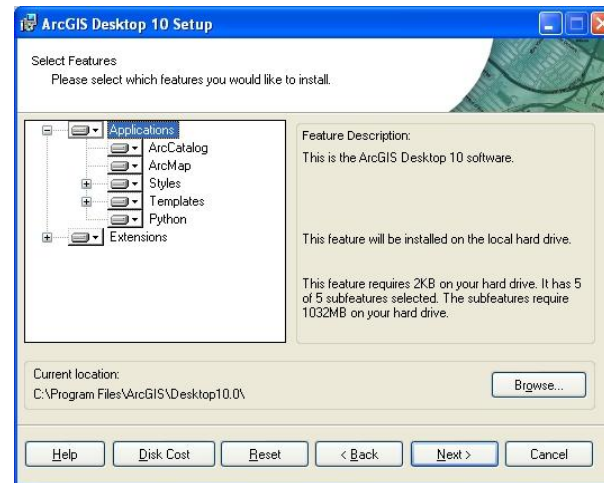 ArcGIS Desktop 10 Setup
Select Features
Please select which features you would like to install.
Applications
ArcCatalog
ArcMap
Styles
Templates
Python
Extensions
Feature Description:
This is the ArcGIS Desktop 10 software.
This feature will be installed on the local hard drive.
This feature requires 2KB on your hard drive. It has 5
of 5 subfeatures selected. The subfeatures require
1032MB on your hard drive.
Current location:
C:\Program Files\ArcGIS\Desktop10.0\
Browse...
Help Disk Cost Reset < Back Next > Cancel